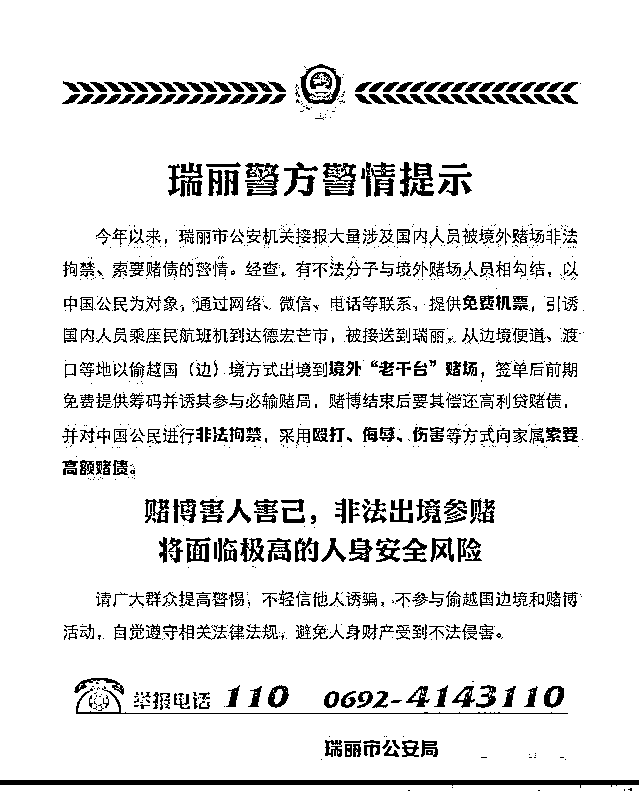 瑞丽警方警情提示
今年以来，瑞丽市公安机关接报大量涉及国内人员被境外赌场非法
拘禁、索要赌债的警情。经查，有不法分子与境外赌场人员相勾结，以
中国公民为对象，通过网络、微信、电话等联系，提供免费机票，引诱
国内人员乘座民航班机到达德宏芒市，被接送到瑞丽，从边境便道、渡
口等地以偷越国（边）境方式出境到境外“老干台”赌场，签单后前期
免费提供筹码并诱其参与必输赌局，赌博结束后要其偿还高利贷赌债，
并对中国公民进行非法拘禁，采用殴打、侮辱、伤害等方式向家属索要
高额赌债。
赌博害人害己，非法出境参赌
将面临极高的人身安全风险
请广大群众提高警惕，不轻信他人诱骗，不参与偷越国边境和赌博
活动，自觉遵守相关法律法规，避免人身财产受到不法侵害。
举报电话 110 0692-4143110
瑞丽市公安局